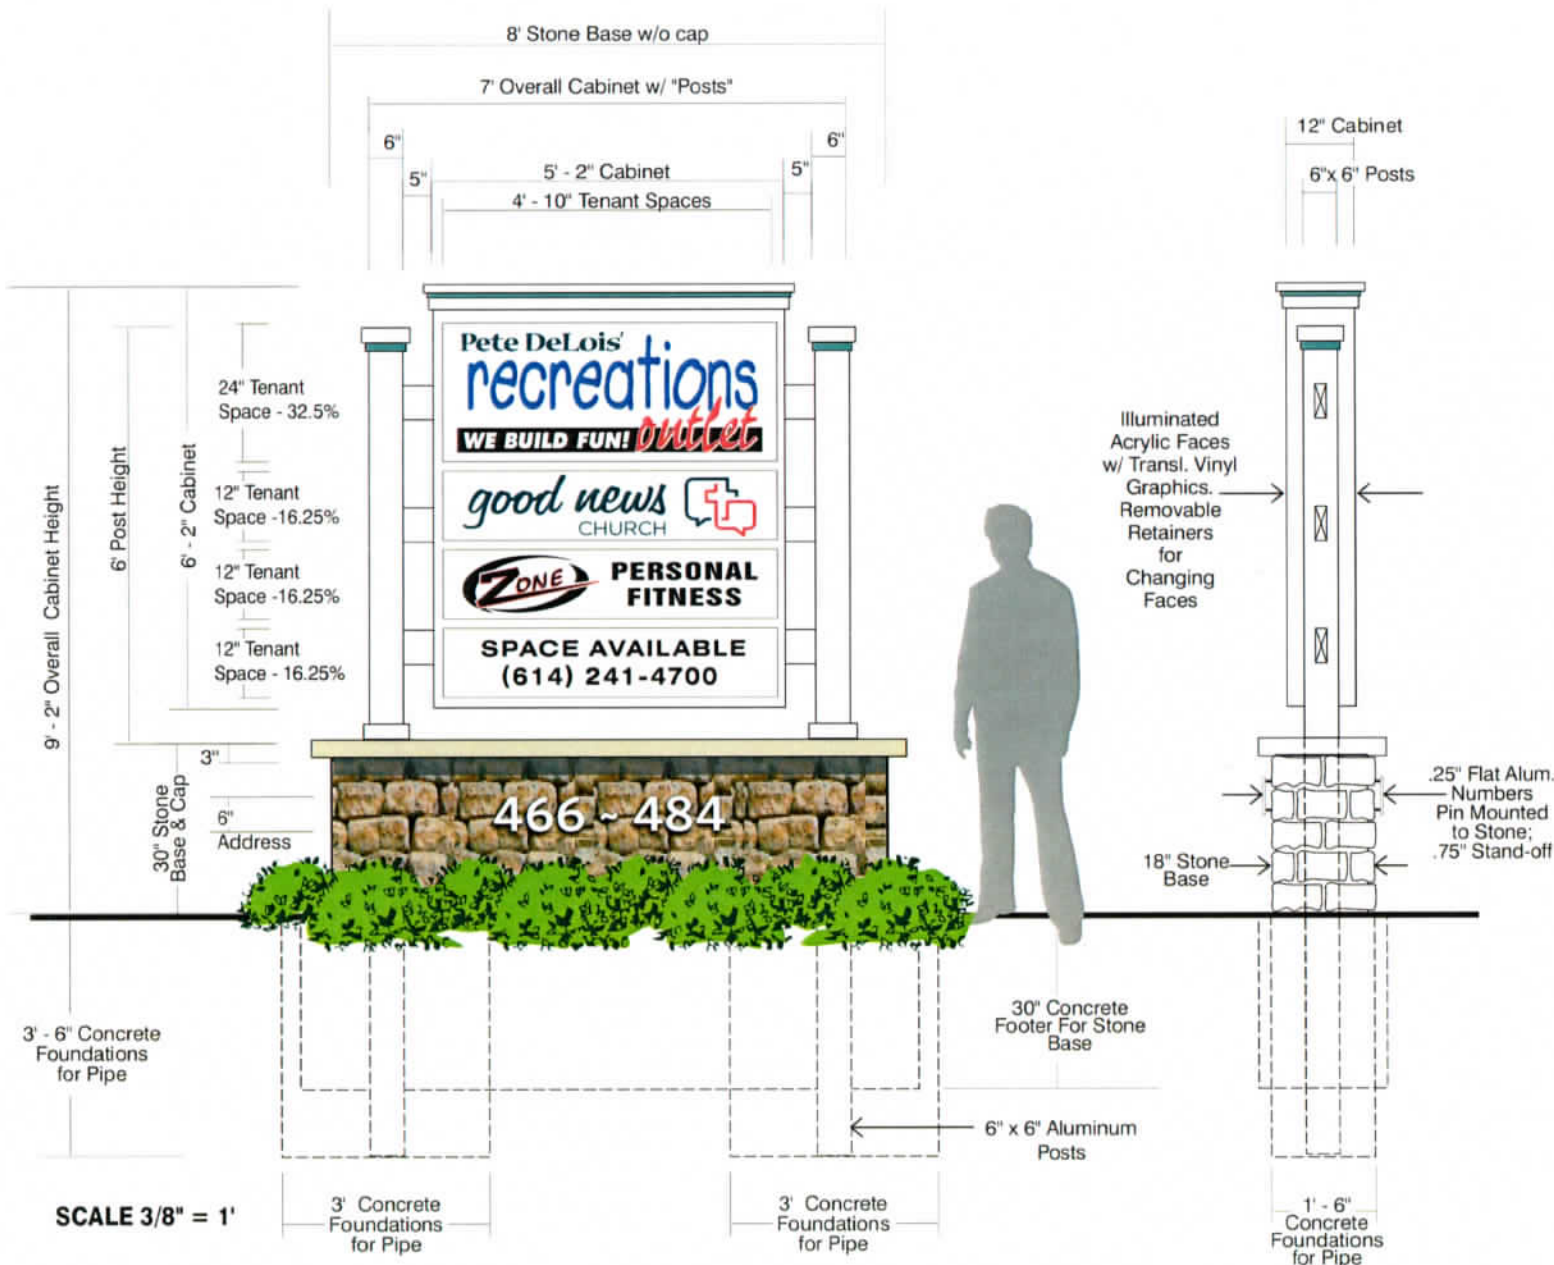 8' Stone Base w/o cap
7' Overall Cabinet w/ "Posts"
6"
6"
5"
5' - 2" Cabinet
5"
4' - 10" Tenant Spaces
12" Cabinet
6"x 6" Posts
9' - 2" Overall Cabinet Height
6' Post Height
6' - 2" Cabinet
24" Tenant
Space - 32.5%
12" Tenant
Space -16.25%
12" Tenant
Space -16.25%
12" Tenant
Space - 16.25%
3"
30" Stone
Base & Cap
6"
Address
Pete DeLois'
recreations
WE BUILD FUN! outlet
good news
CHURCH
ZONE
PERSONAL
FITNESS
SPACE AVAILABLE
(614) 241-4700
466 ~ 484
Illuminated
Acrylic Faces
w/ Transl. Vinyl
Graphics.
Removable
Retainers
for
Changing
Faces
.25" Flat Alum.
Numbers
Pin Mounted
to Stone;
.75" Stand-off
18" Stone
Base
3' - 6" Concrete
Foundations
for Pipe
30" Concrete
Footer For Stone
Base
6" x 6" Aluminum
Posts
SCALE 3/8" = 1'
3' Concrete
Foundations
for Pipe
3' Concrete
Foundations
for Pipe
1' - 6"
Concrete
Foundations
for Pipe